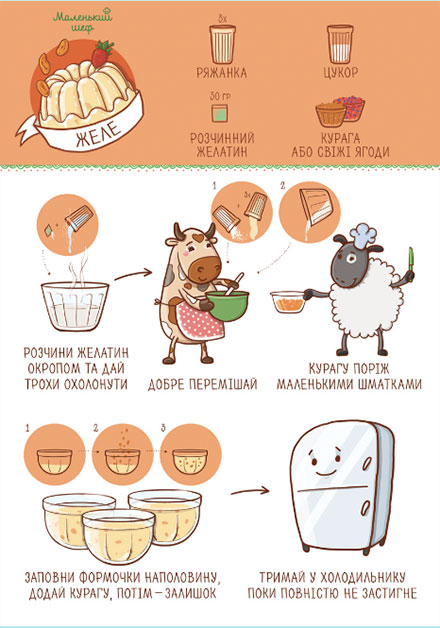 Маленький
шеф
ЖЕЛЕ
3х
РЯЖАНКА
ЦУКОР
30 ГР
РОЗЧИННИЙ
ЖЕЛАТИН
КУРАГА
АБО СВІЖІ ЯГОДИ
1
2
3х
РОЗЧИНИ ЖЕЛАТИН
ОКРОПОМ ТА ДАЙ
ТРОХИ ОХОЛОНУТИ
ДОБРЕ ПЕРЕМІШАЙ
КУРАГУ ПОРІЖ
МАЛЕНЬКИМИ ШМАТКАМИ
1
2
3
ЗАПОВНИ ФОРМОЧКИ НАПОЛОВИНУ,
ДОДАЙ КУРАГУ, ПОТІМ – ЗАЛИШОК
ТРИМАЙ У ХОЛОДИЛЬНИКУ
ПОКИ ПОВНІСТЮ НЕ ЗАСТИГНЕ